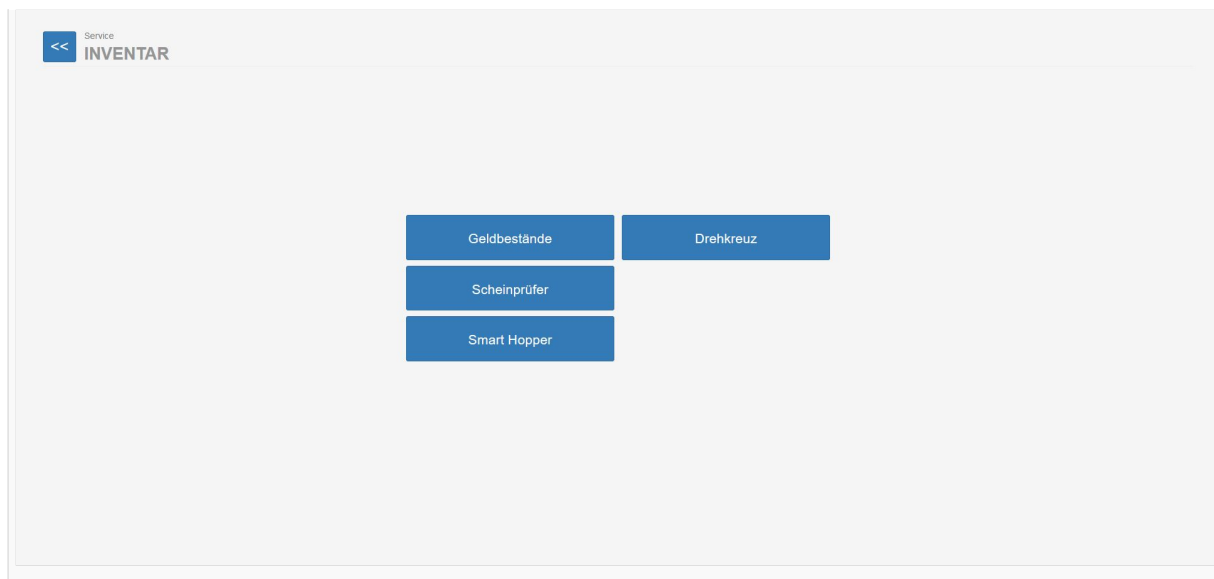 <<
Service
INVENTAR
Geldbestände
Drehkreuz
Scheinprüfer
Smart Hopper